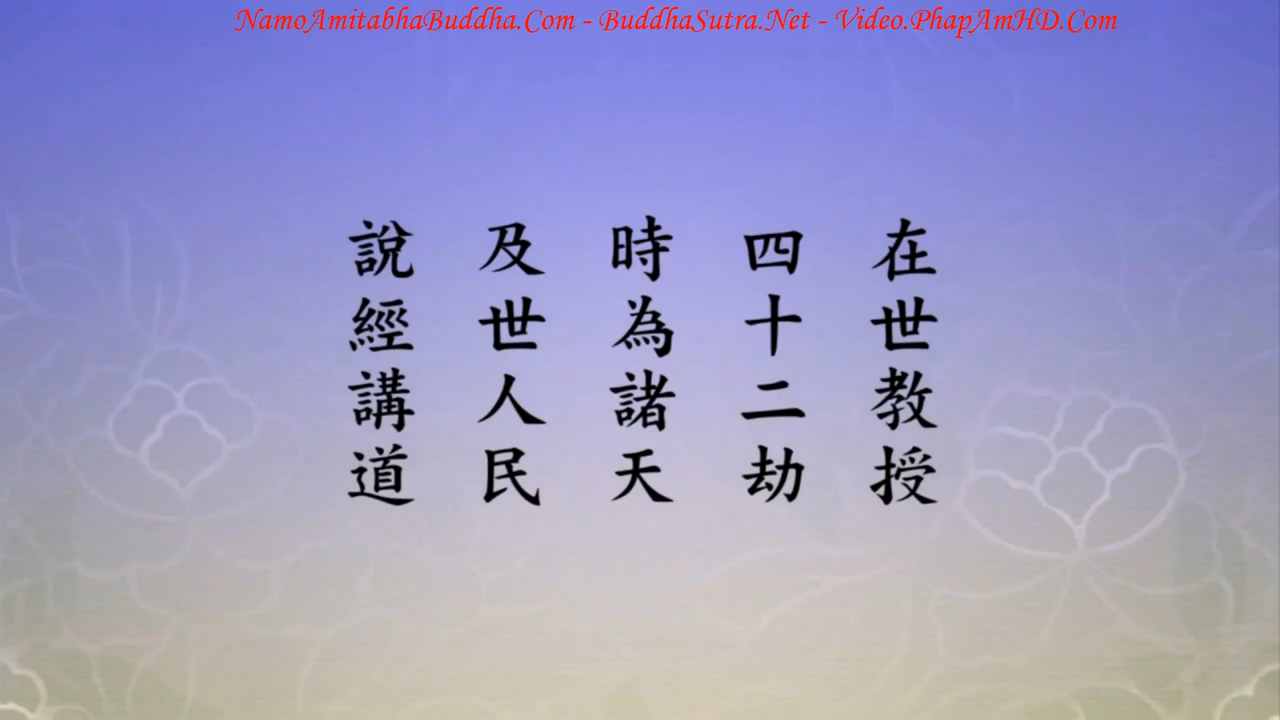 NamoAmitabhaBuddha.Com - BuddhaSutra.Net - Video.PhapAmHD.Com
在世教授
四十二劫
時為諸天
及世人民
說經講道